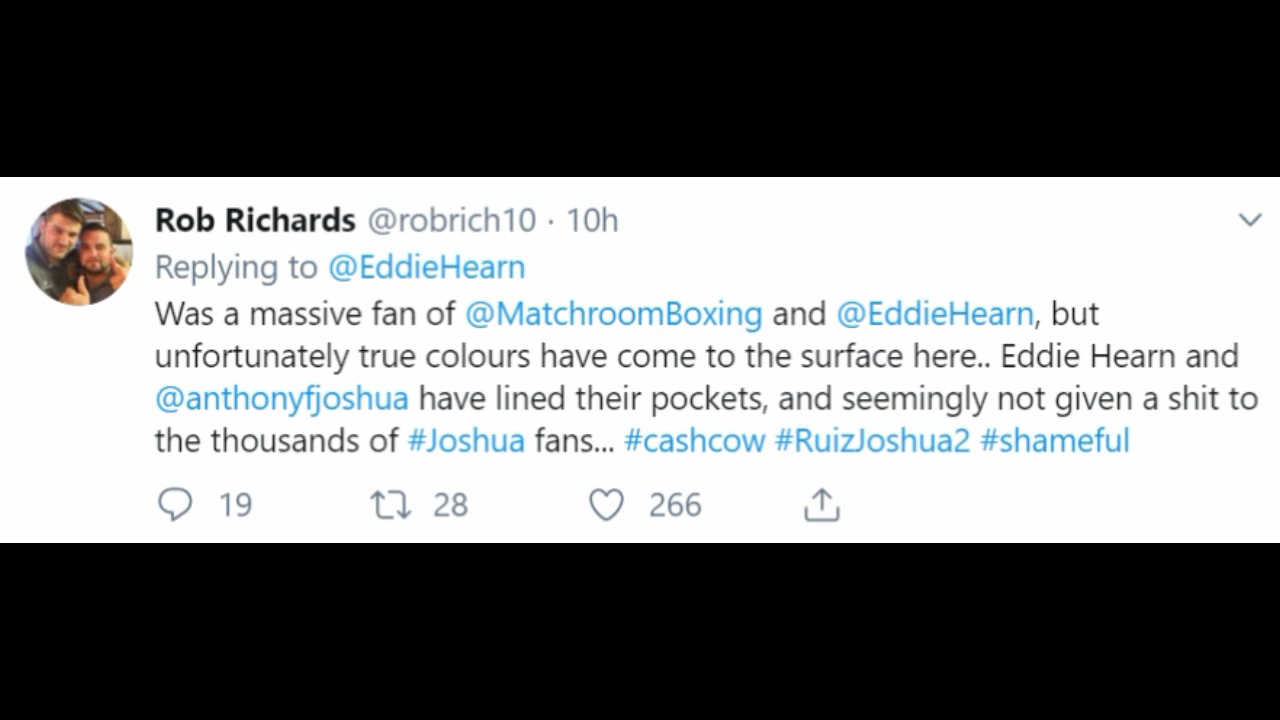 Rob Richards @robrich10 · 10h
Replying to @EddieHearn
Was a massive fan of @MatchroomBoxing and @EddieHearn, but
unfortunately true colours have come to the surface here.. Eddie Hearn and
@anthonyfjoshua have lined their pockets, and seemingly not given a shit to
the thousands of #Joshua fans... #cashcow #RuizJoshua2 #shameful
19 28 266